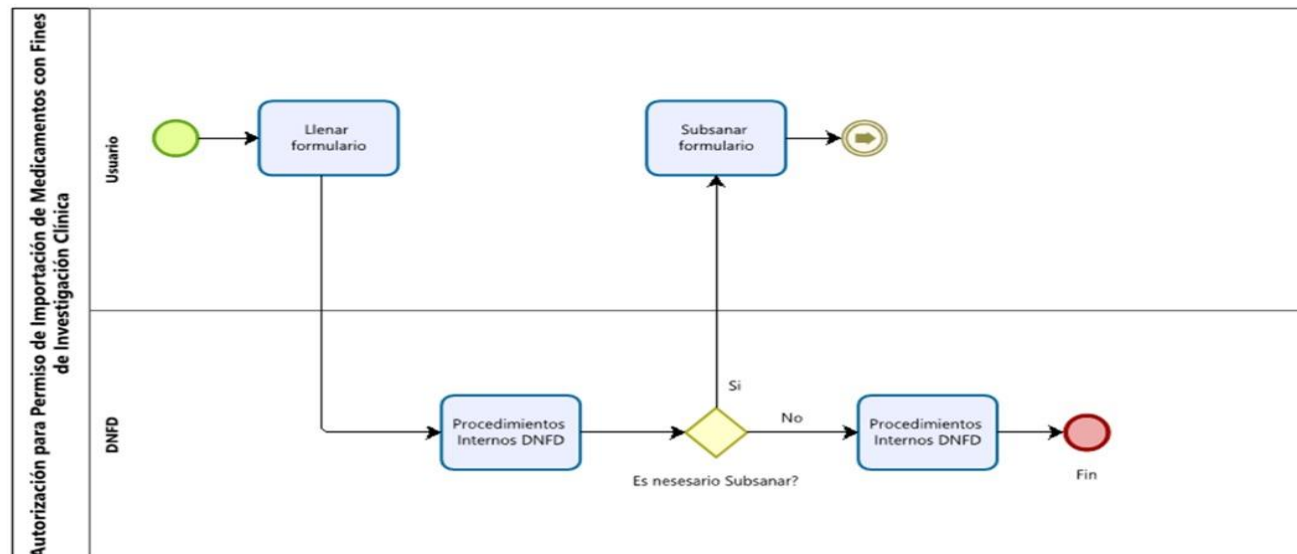 Autorización para Permiso de Importación de Medicamentos con Fines
de Investigación Clínica
Usuario
Llenar
formulario
Subsanar
formulario
DNFD
Procedimientos
Internos DNFD
Si
No
Es nesesario Subsanar?
Procedimientos
Internos DNFD
Fin